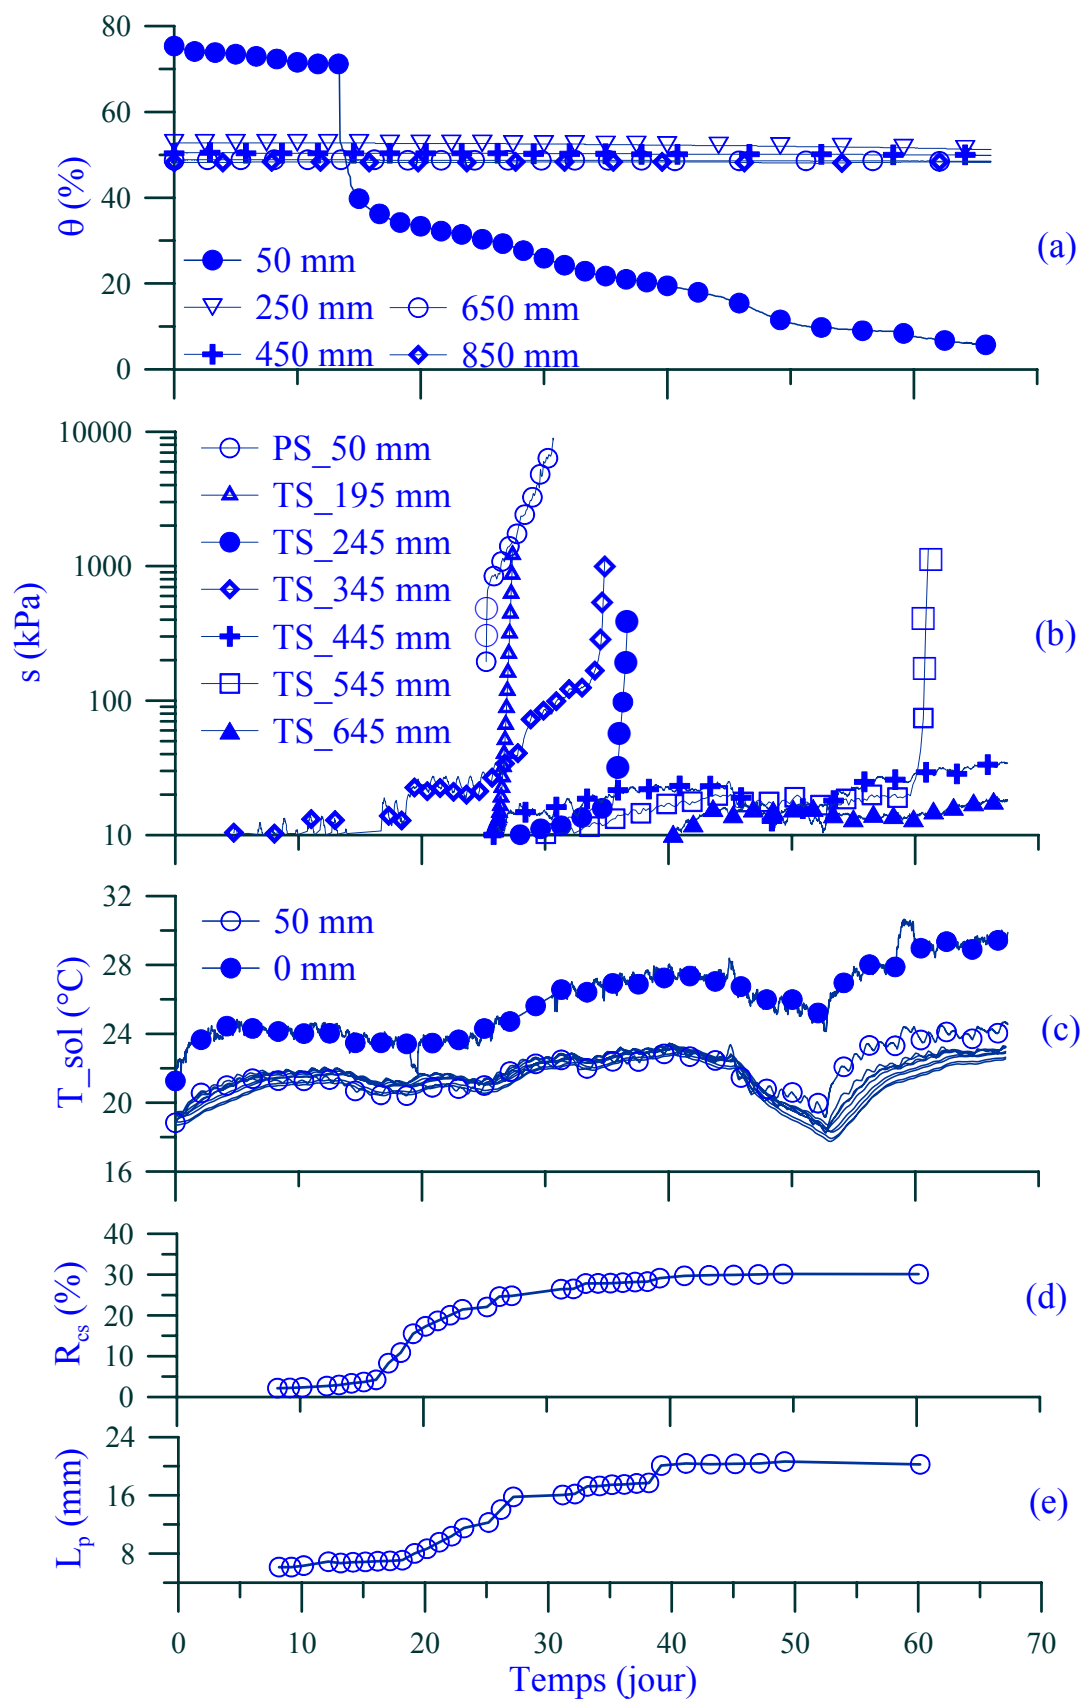 80
60
40
20
0
θ (%)
50 mm
250 mm
650 mm
450 mm
850 mm
(a)
10000
1000
100
10
s (kPa)
PS_50 mm
TS_195 mm
TS_245 mm
TS_345 mm
TS_445 mm
TS_545 mm
TS_645 mm
(b)
32
28
24
20
16
T_sol (°C)
50 mm
0 mm
(c)
40
30
20
10
0
R_cs (%)
(d)
24
16
8
L_p (mm)
(e)
0 10 20 30 40 50 60 70
Temps (jour)